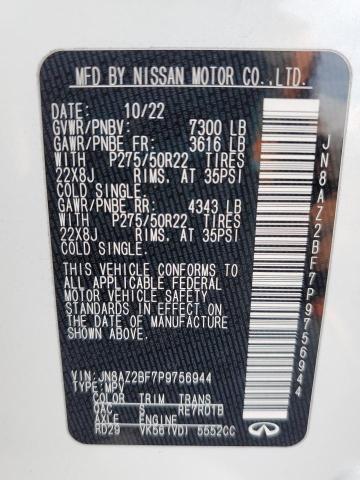 MFD BY NISSAN MOTOR CO.,LTD.
DATE: 10/22
GVWR/PNBV: 7300 LB
GAWR/PNBE FR: 3616 LB
WITH P275/50R22 TIRES
22X8J RIMS, AT 35PSI
COLD SINGLE.
GAWR/PNBE RR: 4343 LB
WITH P275/50R22 TIRES
22X8J RIMS, AT 35PSI
COLD SINGLE.
THIS VEHICLE CONFORMS TO
ALL APPLICABLE FEDERAL
MOTOR VEHICLE SAFETY
STANDARDS IN EFFECT ON
THE DATE OF MANUFACTURE
SHOWN ABOVE.
VIN: JN8AZ2BF7P9756944
TYPE: MPV
COLOR TRIM TRANS
QAC S RE7R01B
AXLE ENGINE
RD29 VK56(VD) 5552CC
JN8AZ2BF7P9756944